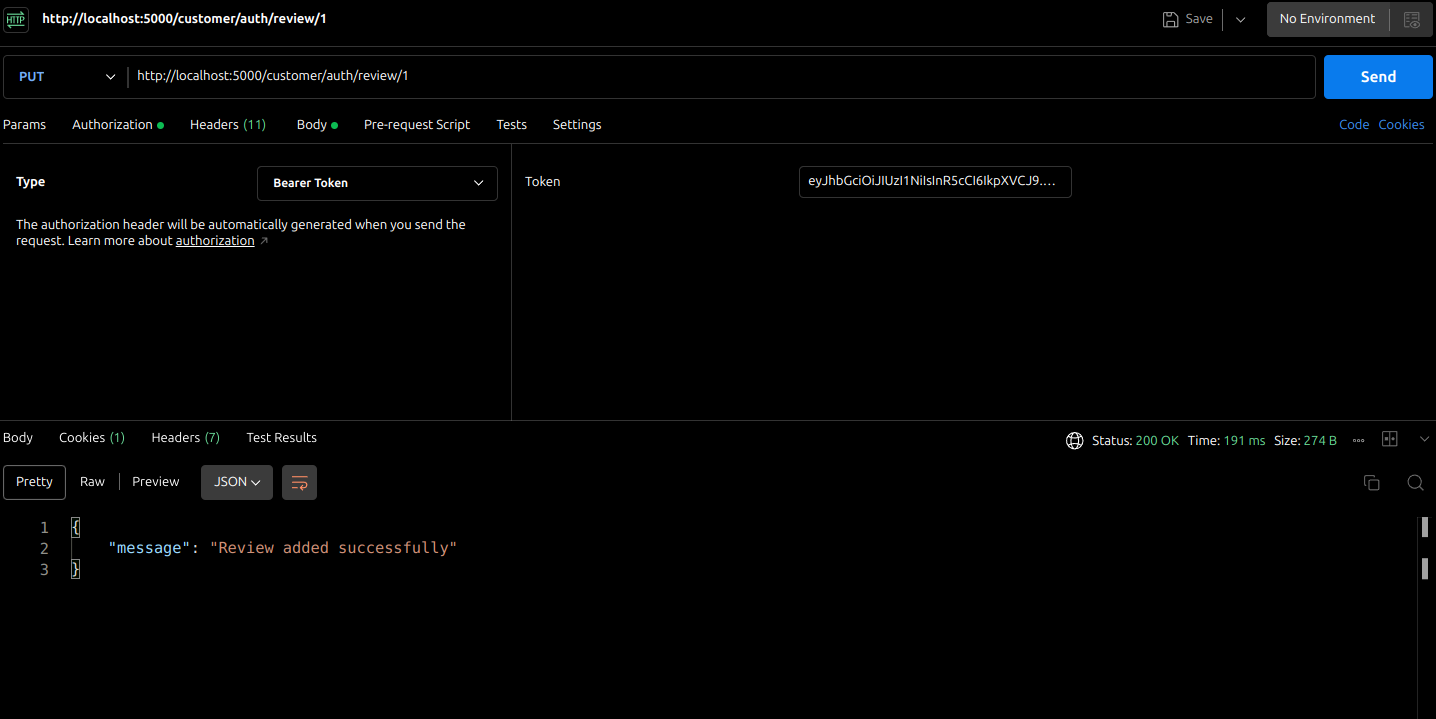 HTTP http://localhost:5000/customer/auth/review/1 Save No Environment
PUT http://localhost:5000/customer/auth/review/1 Send
Params Authorization Headers (11) Body Pre-request Script Tests Settings Code Cookies
Type Bearer Token Token eyJhbGciOiJIUzI1NiIsInR5cCI6IkpXVCJ9....
The authorization header will be automatically generated when you send the
request. Learn more about authorization
Body Cookies (1) Headers (7) Test Results Status: 200 OK Time: 191 ms Size: 274 B
Pretty Raw Preview JSON
1 {
2 "message": "Review added successfully"
3 }